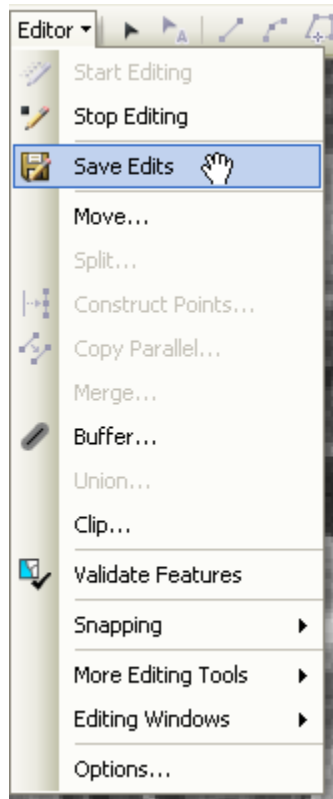 Editor
Start Editing
Stop Editing
Save Edits
Move...
Split...
Construct Points...
Copy Parallel...
Merge...
Buffer...
Union...
Clip...
Validate Features
Snapping
More Editing Tools
Editing Windows
Options...